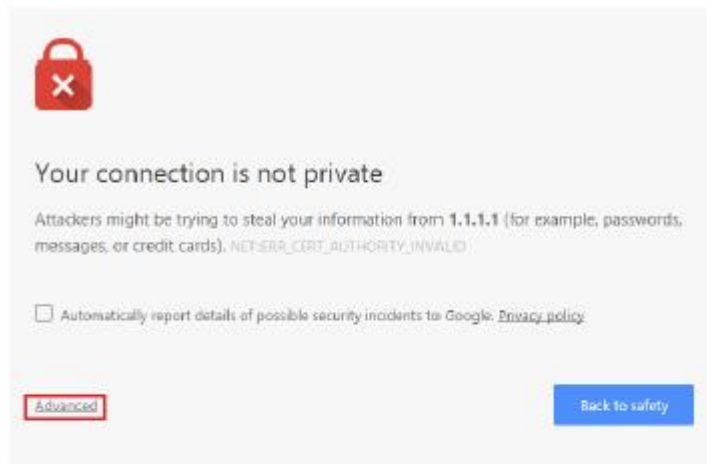 Your connection is not private
Attackers might be trying to steal your information from 1.1.1.1 (for example, passwords,
messages, or credit cards). NET::ERR_CERT_AUTHORITY_INVALID
Automatically report details of possible security incidents to Google. Privacy policy
Advanced
Back to safety